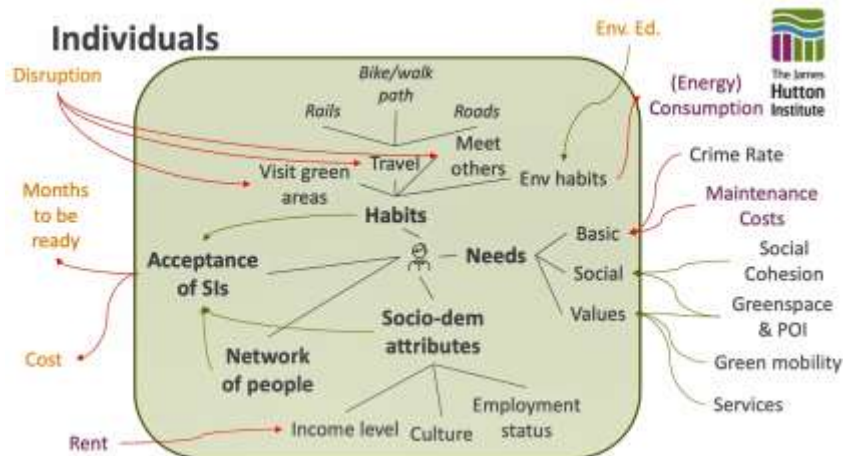 Individuals
Env. Ed.
The James
Hutton
Institute
Disruption
Bike/walk
path
Rails
Roads
(Energy)
Consumption
Meet
others
Travel
Visit green
areas
Env habits
Crime Rate
Months
to be
ready
Habits
Maintenance
Costs
Basic
Acceptance
of SIs
Needs
Social
Social
Cohesion
Values
Greenspace
& POI
Socio-dem
attributes
Cost
Network
of people
Green mobility
Employment
status
Services
Rent
Income level
Culture